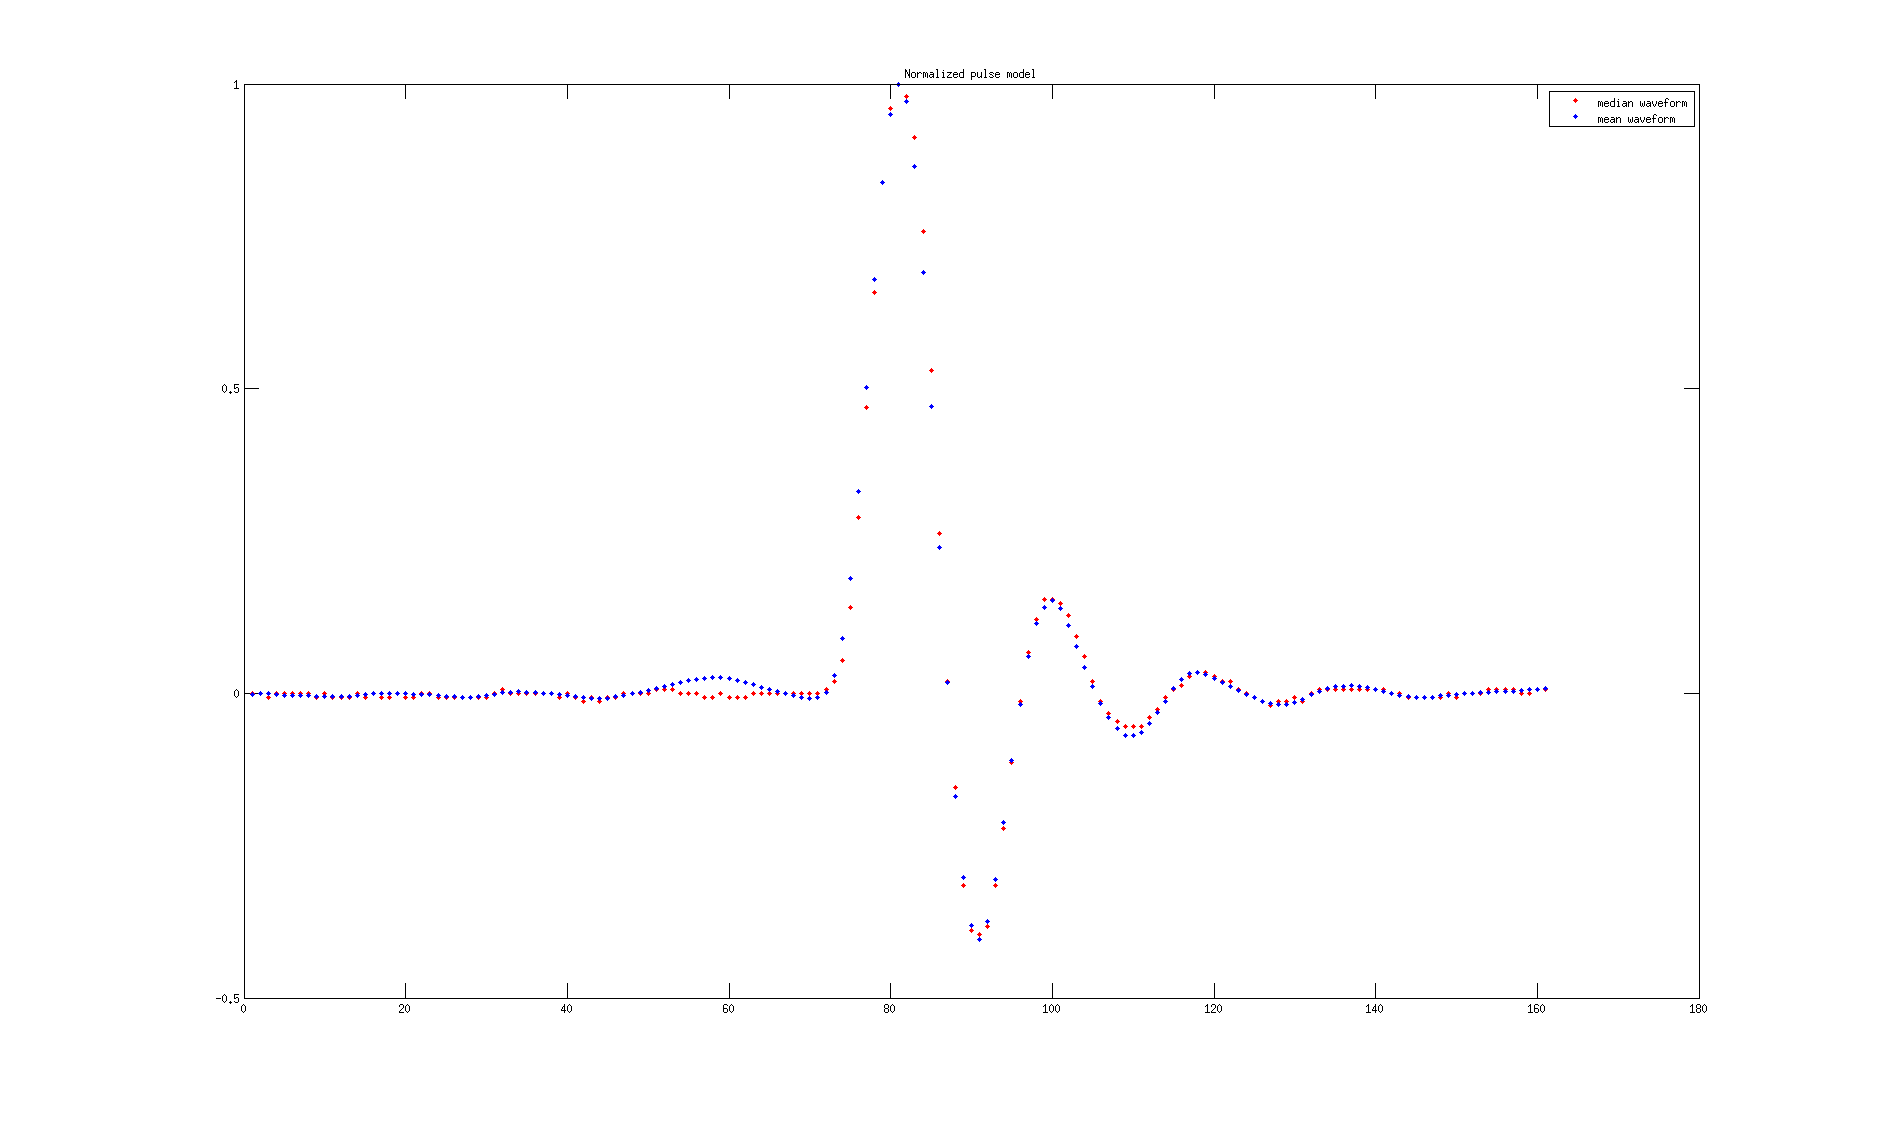 Normalized pulse model
1
median waveform
mean waveform
0.5
0
-0.5
0 20 40 60 80 100 120 140 160 180